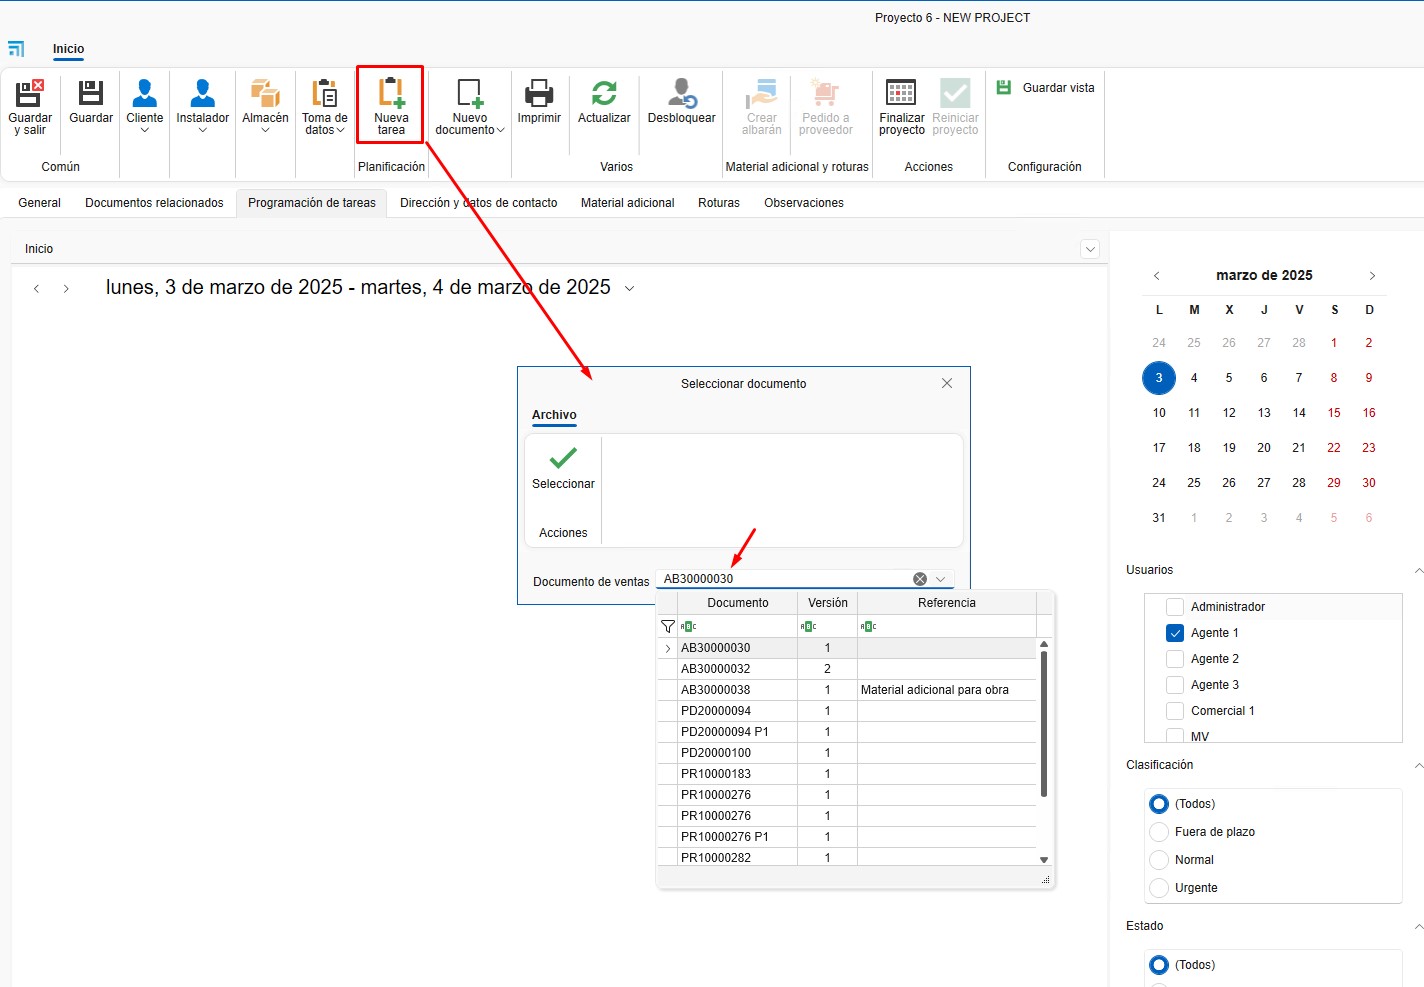 Proyecto 6 - NEW PROJECT
Inicio
Guardar y salir
Guardar
Cliente
Instalador
Almacén
Toma de datos
Nueva tarea
Nuevo documento
Imprimir
Actualizar
Desbloquear
Crear albarán
Pedido a proveedor
Finalizar proyecto
Reiniciar proyecto
Guardar vista
Común
Planificación
Varios
Material adicional y roturas
Acciones
Configuración
General
Documentos relacionados
Programación de tareas
Dirección y datos de contacto
Material adicional
Roturas
Observaciones
Inicio
lunes, 3 de marzo de 2025 - martes, 4 de marzo de 2025
Seleccionar documento
Archivo
Seleccionar
Acciones
Documento de ventas AB30000030
Documento Versión Referencia
ABC ABC ABC
AB30000030 1
AB30000032 2
AB30000038 1 Material adicional para obra
PD20000094 1
PD20000094 P1 1
PD20000100 1
PR10000183 1
PR10000276 1
PR10000276 1
PR10000276 P1 1
PR10000282 1
marzo de 2025
L M X J V S D
24 25 26 27 28 1 2
3 4 5 6 7 8 9
10 11 12 13 14 15 16
17 18 19 20 21 22 23
24 25 26 27 28 29 30
31 1 2 3 4 5 6
Usuarios
Administrador
Agente 1
Agente 2
Agente 3
Comercial 1
MV
Clasificación
(Todos)
Fuera de plazo
Normal
Urgente
Estado
(Todos)